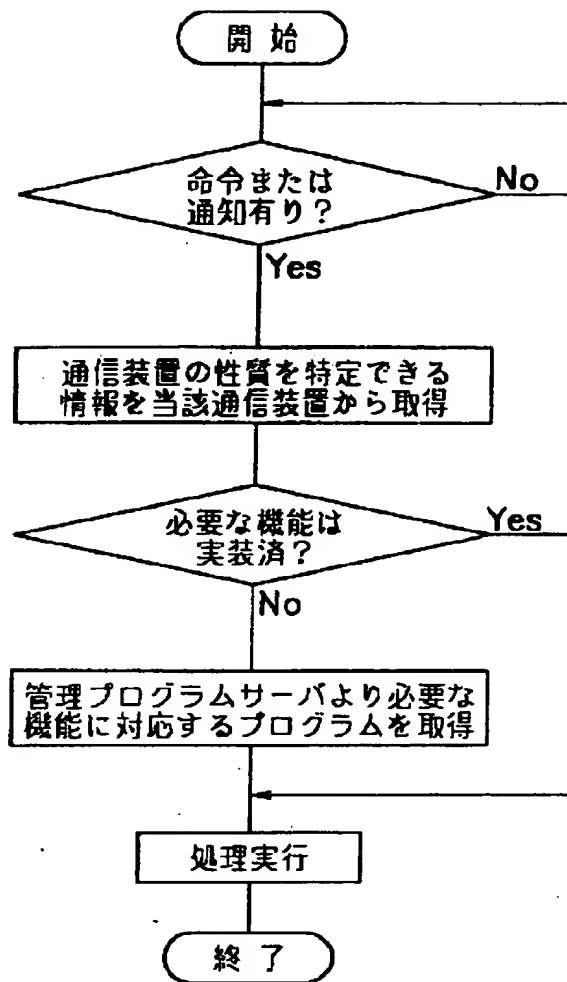 開始
命令または
通知有り？
No
Yes
通信装置の性質を特定できる
情報を当該通信装置から取得
必要な機能は
実装済？
Yes
No
管理プログラムサーバより必要な
機能に対応するプログラムを取得
処理実行
終了